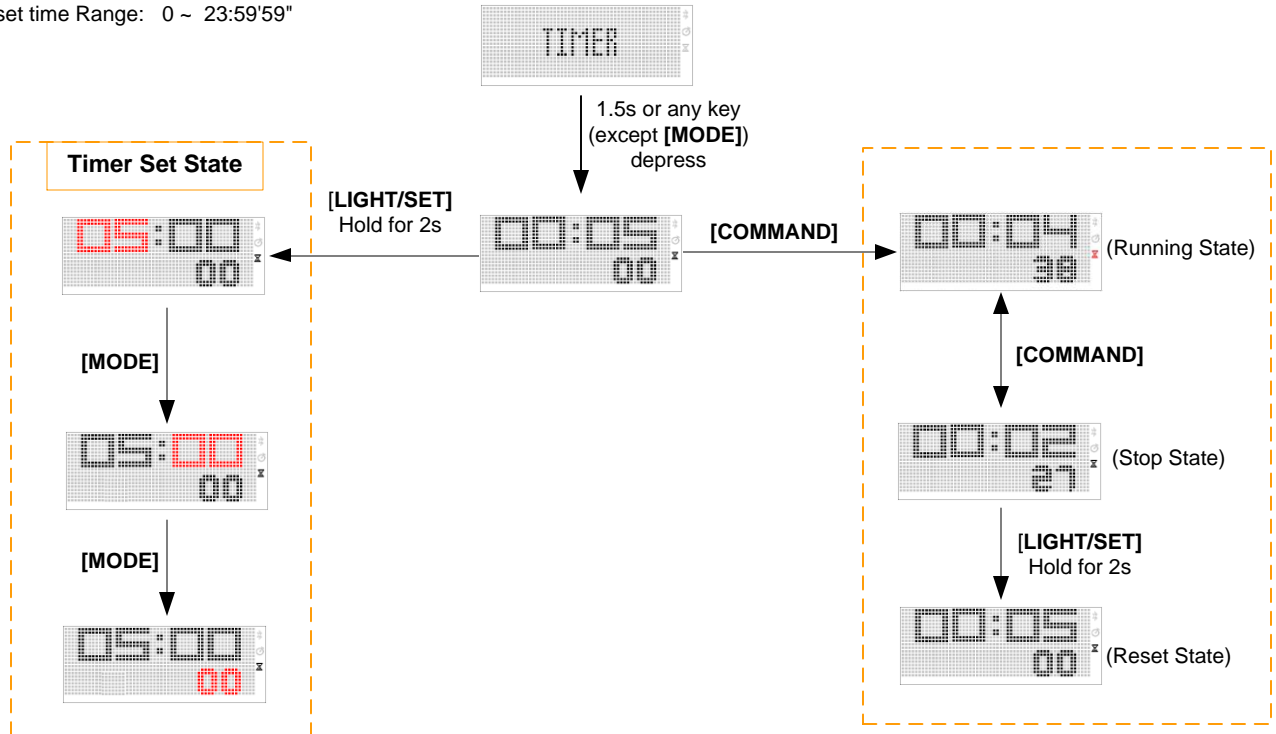 set time Range: 0 ~ 23:59'59"
TIMER
1.5s or any key
(except [MODE])
depress
Timer Set State
[LIGHT/SET]
Hold for 2s
[COMMAND]
05:00
00
00:05
00
00:04
38
(Running State)
[MODE]
[COMMAND]
05:00
00
00:02
27
(Stop State)
[MODE]
[LIGHT/SET]
Hold for 2s
05:00
00
00:05
00
(Reset State)